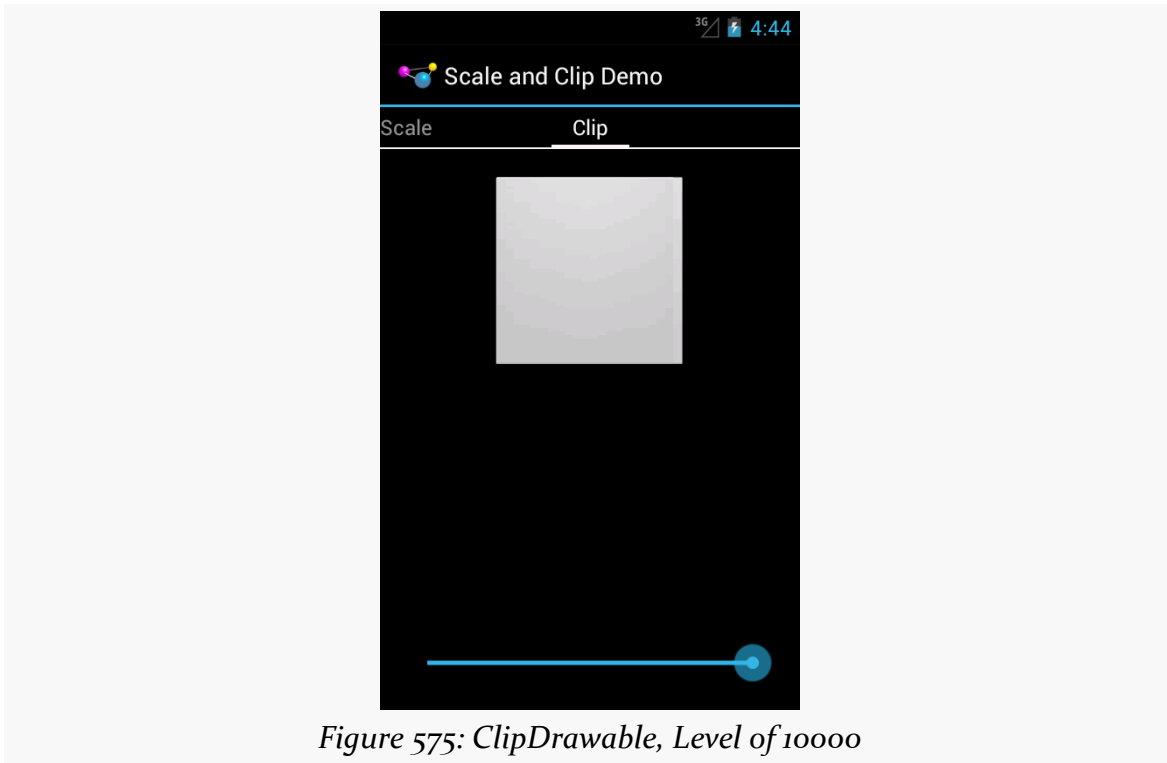 3G 4:44
Scale and Clip Demo
Scale Clip
Figure 575: ClipDrawable, Level of 10000